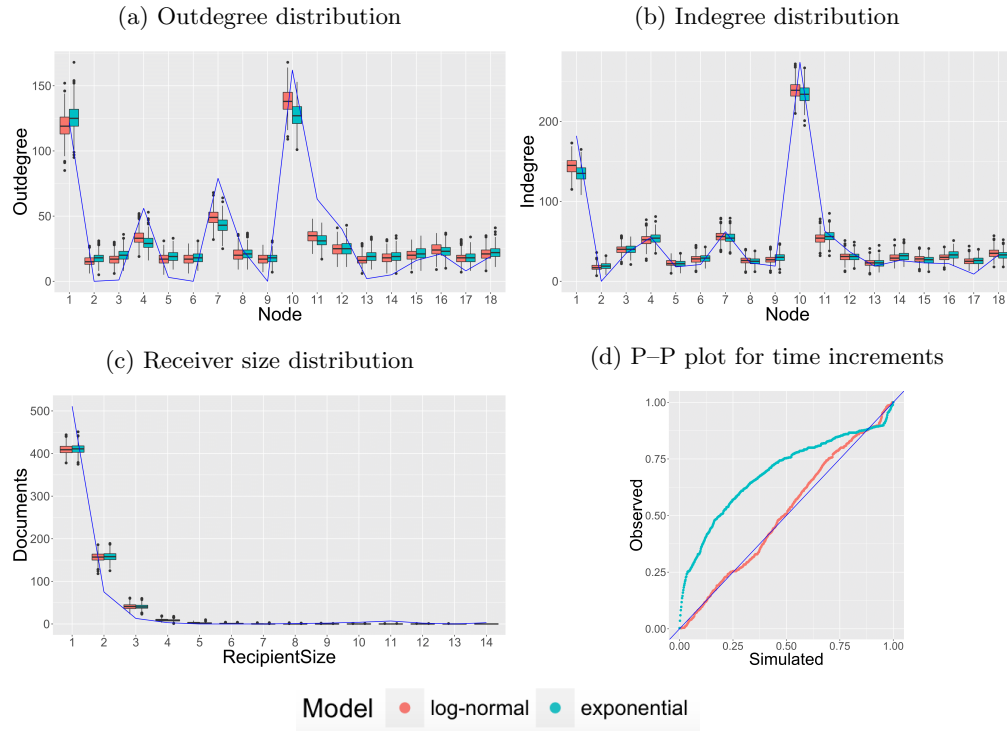 (a) Outdegree distribution
(b) Indegree distribution
Outdegree
150
100
50
0
1 2 3 4 5 6 7 8 9 10 11 12 13 14 15 16 17 18
Node
Indegree
200
100
0
1 2 3 4 5 6 7 8 9 10 11 12 13 14 15 16 17 18
Node
(c) Receiver size distribution
(d) P–P plot for time increments
Documents
500
400
300
200
100
0
1 2 3 4 5 6 7 8 9 10 11 12 13 14
RecipientSize
Observed
1.00
0.75
0.50
0.25
0.00
0.00 0.25 0.50 0.75 1.00
Simulated
Model log-normal exponential